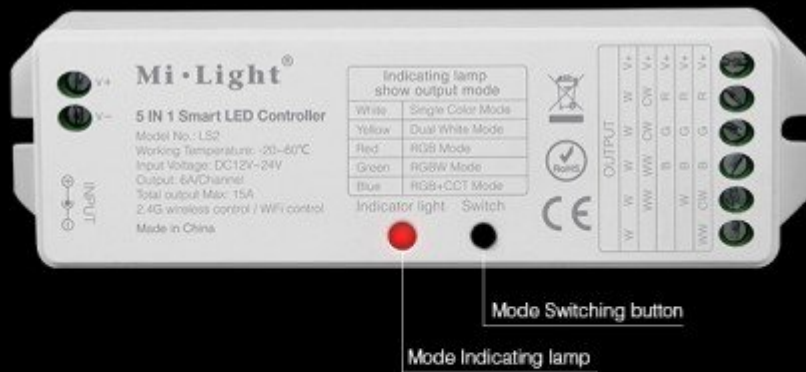 Mi·Light®
5 IN 1 Smart LED Controller
Model No.: LS2
Working Temperature: -20~60℃
Input Voltage: DC12V~24V
Output: 6A/Channel
Total output Max: 15A
2.4G wireless control / WiFi control
Made in China
V+
V-
INPUT
Indicating lamp
show output mode
White Single Color Mode
Yellow Dual White Mode
Red RGB Mode
Green RGBW Mode
Blue RGB+CCT Mode
Indicator light Switch
RoHS
CE
OUTPUT
W W W W W V+
WW CW WW CW CW V+
B G R V+
W B G R V+
WW CW B G R V+
Mode Switching button
Mode Indicating lamp